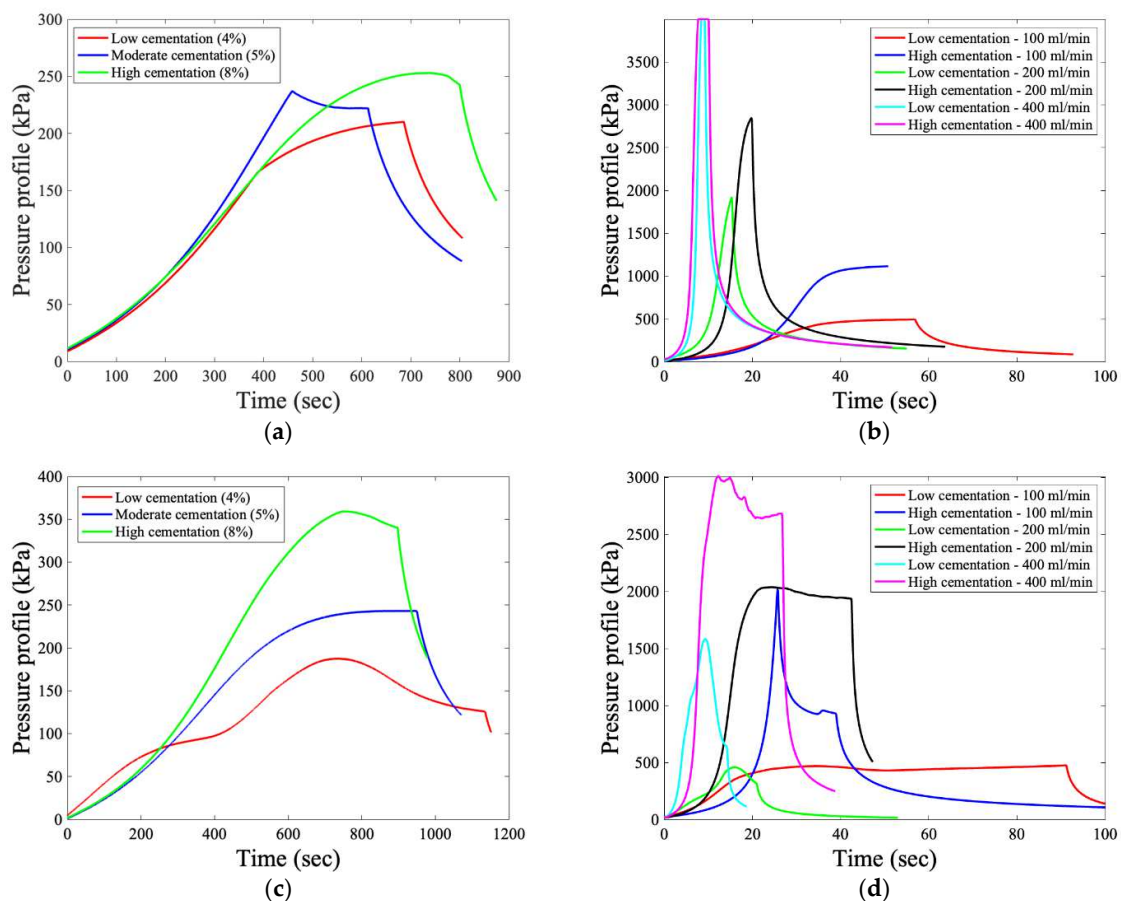 300
250
200
150
100
50
0
Pressure profile (kPa)
Low cementation (4%)
Moderate cementation (5%)
High cementation (8%)
0 100 200 300 400 500 600 700 800 900
Time (sec)
(a)
3500
3000
2500
2000
1500
1000
500
0
Pressure profile (kPa)
Low cementation - 100 ml/min
High cementation - 100 ml/min
Low cementation - 200 ml/min
High cementation - 200 ml/min
Low cementation - 400 ml/min
High cementation - 400 ml/min
0 20 40 60 80 100
Time (sec)
(b)
400
350
300
250
200
150
100
50
0
Pressure profile (kPa)
Low cementation (4%)
Moderate cementation (5%)
High cementation (8%)
0 200 400 600 800 1000 1200
Time (sec)
(c)
3000
2500
2000
1500
1000
500
0
Pressure profile (kPa)
Low cementation - 100 ml/min
High cementation - 100 ml/min
Low cementation - 200 ml/min
High cementation - 200 ml/min
Low cementation - 400 ml/min
High cementation - 400 ml/min
0 20 40 60 80 100
Time (sec)
(d)